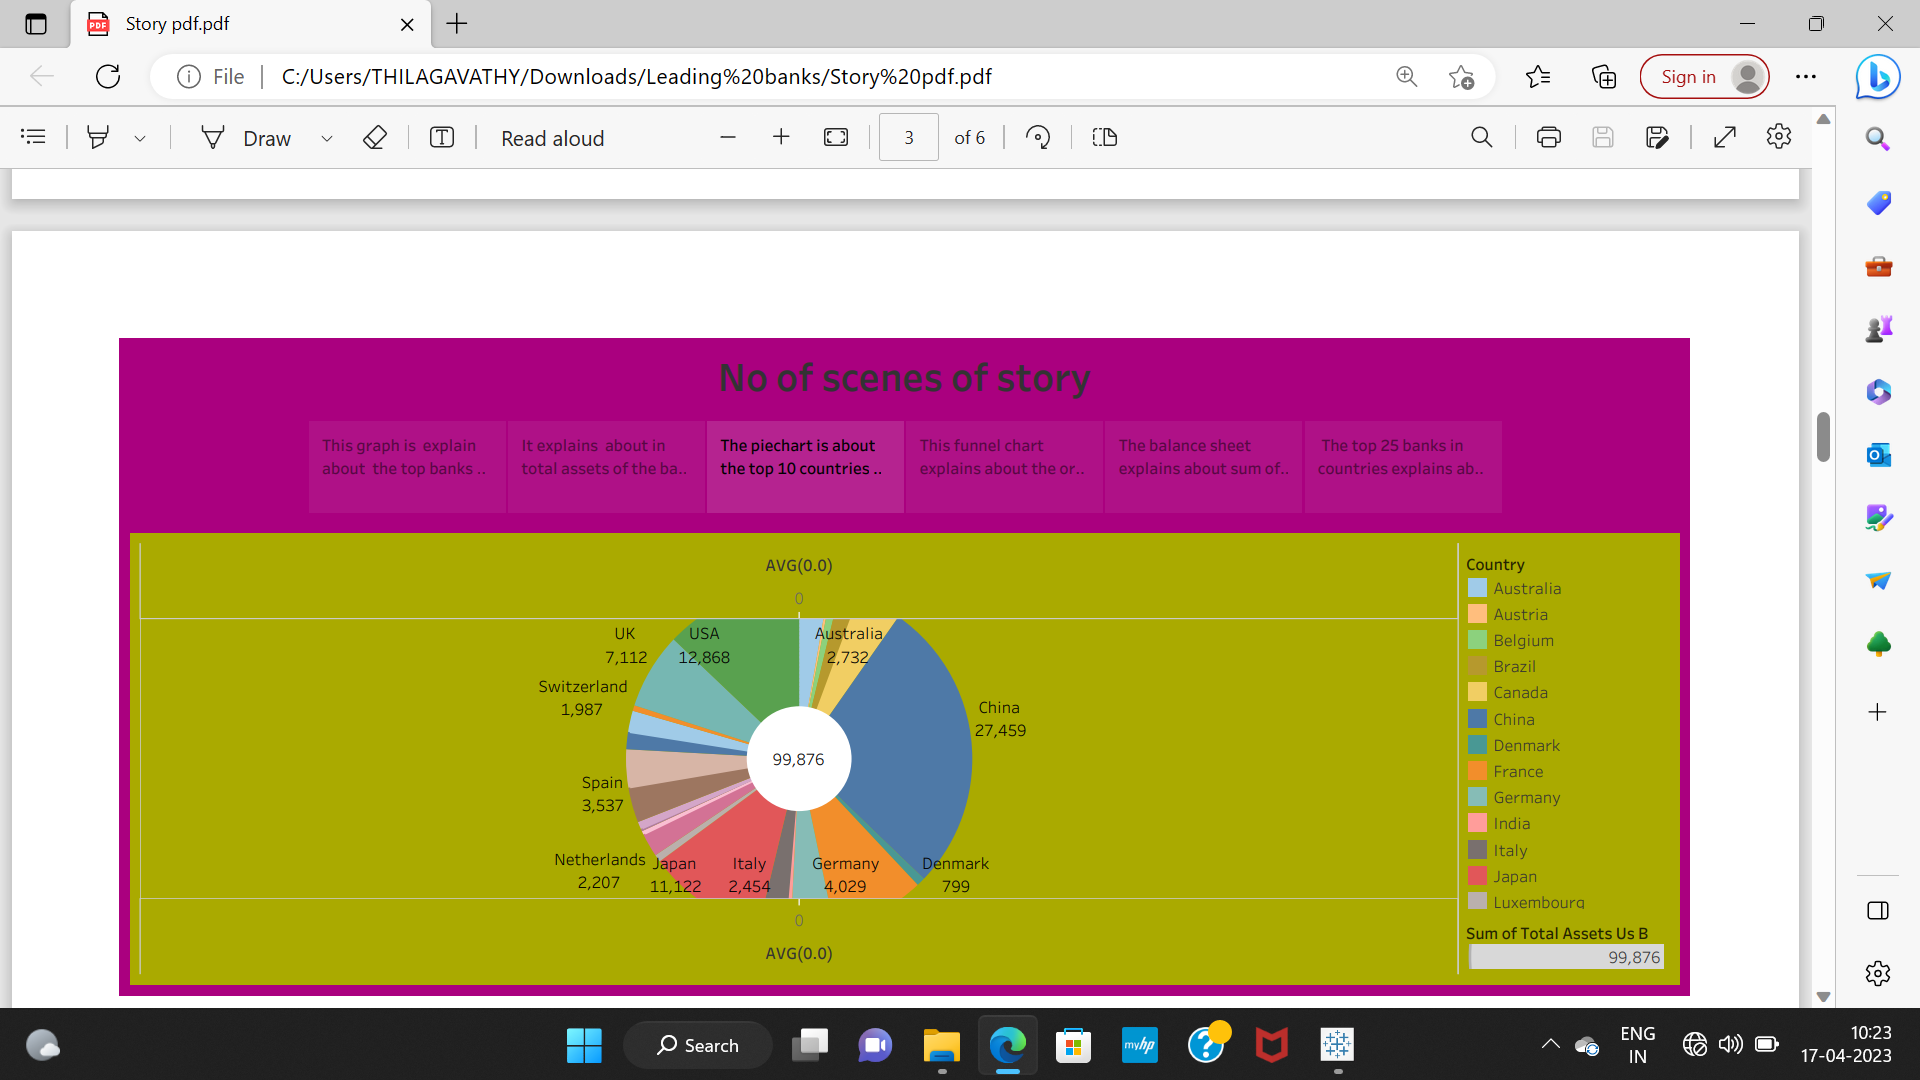 Story pdf.pdf
File
C:/Users/THILAGAVATHY/Downloads/Leading%20banks/Story%20pdf.pdf
Sign in
Draw
Read aloud
3
of 6
No of scenes of story
This graph is  explain
about  the top banks ..
It explains  about in
total assets of the ba..
The piechart is about
the top 10 countries ..
This funnel chart
explains about the or..
The balance sheet
explains about sum of..
The top 25 banks in
countries explains ab..
AVG(0.0)
0
UK
7,112
USA
12,868
Australia
2,732
Switzerland
1,987
China
27,459
99,876
Spain
3,537
Netherlands
2,207
Japan
11,122
Italy
2,454
Germany
4,029
Denmark
799
0
AVG(0.0)
Country
Australia
Austria
Belgium
Brazil
Canada
China
Denmark
France
Germany
India
Italy
Japan
Luxembourg
Sum of Total Assets Us B
99,876
Search
myhp
ENG
IN
10:23
17-04-2023